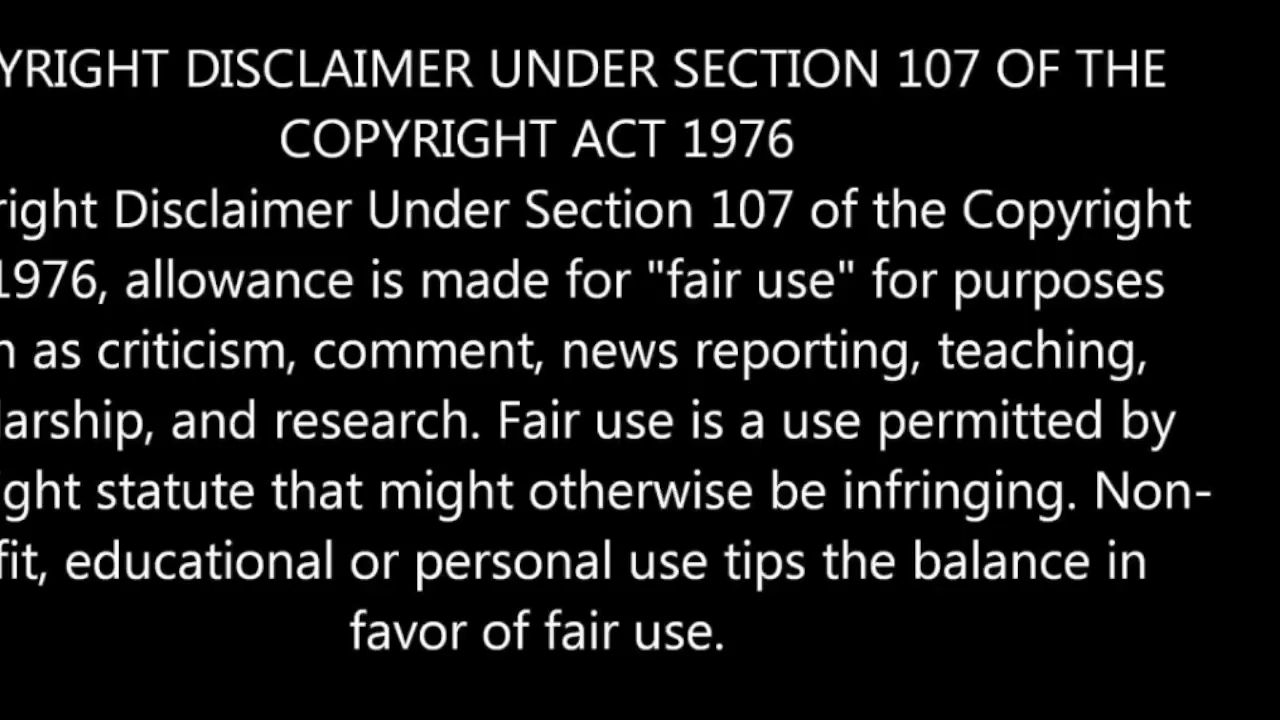 YRIGHT DISCLAIMER UNDER SECTION 107 OF THE
COPYRIGHT ACT 1976
right Disclaimer Under Section 107 of the Copyright
1976, allowance is made for "fair use" for purposes
h as criticism, comment, news reporting, teaching,
larship, and research. Fair use is a use permitted by
ght statute that might otherwise be infringing. Non-
fit, educational or personal use tips the balance in
favor of fair use.